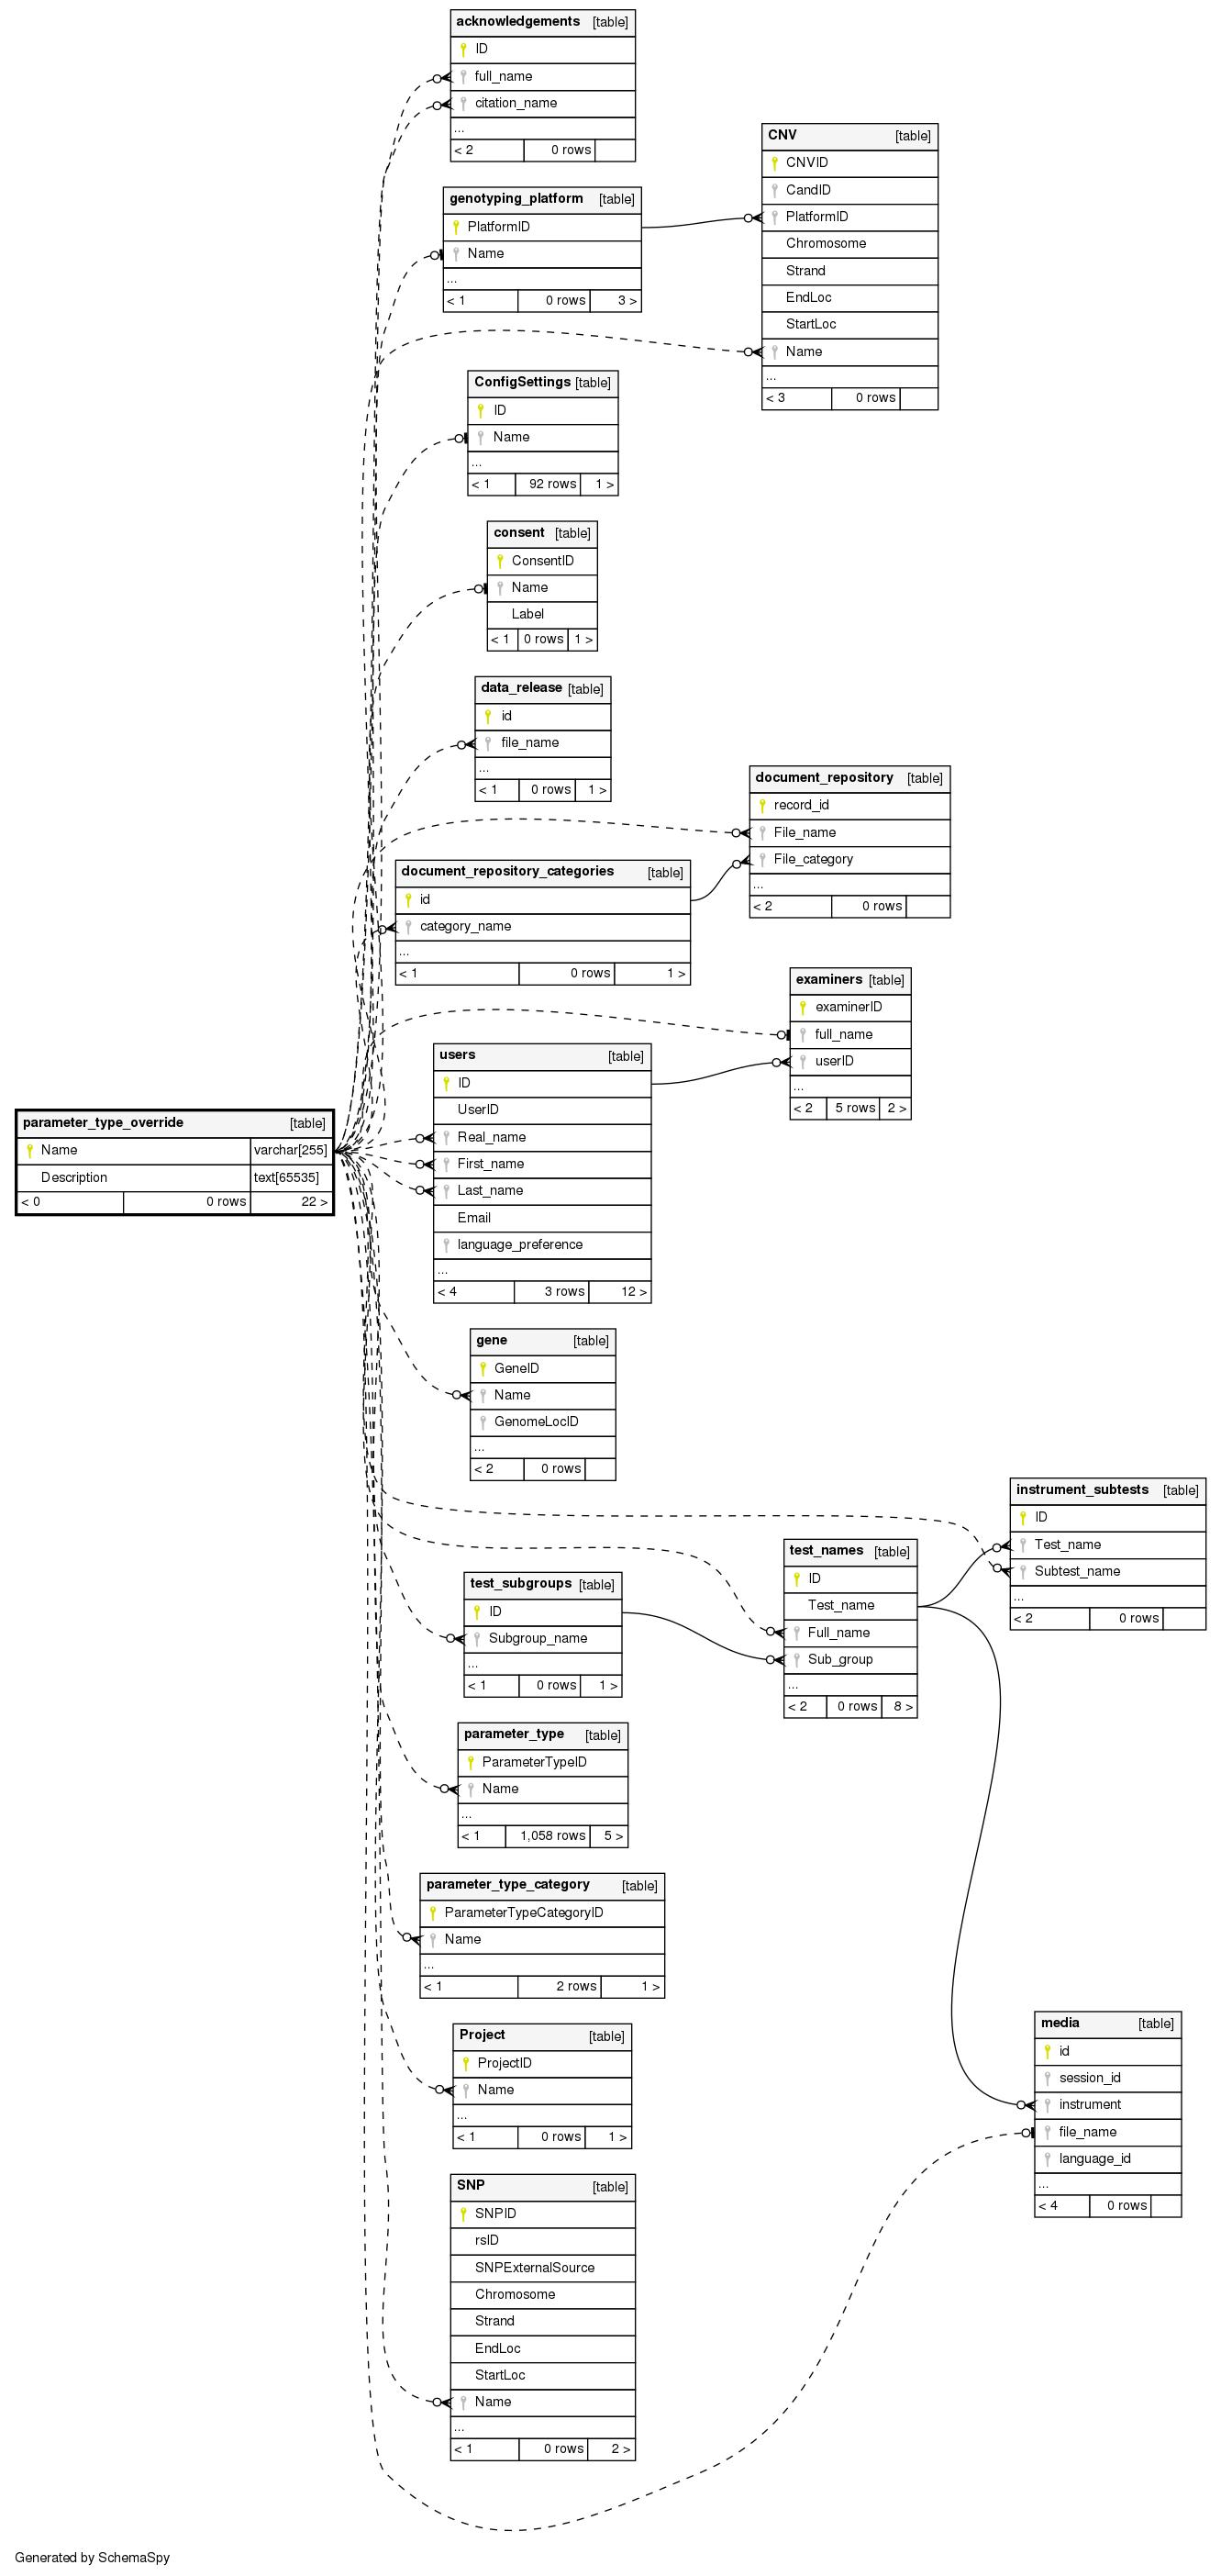 acknowledgements [table]
ID
full_name
citation_name
...
< 2 0 rows
CNV [table]
CNVID
CandID
PlatformID
Chromosome
Strand
EndLoc
StartLoc
Name
...
< 3 0 rows
genotyping_platform [table]
PlatformID
Name
...
< 1 0 rows 3 >
ConfigSettings [table]
ID
Name
...
< 1 92 rows 1 >
consent [table]
ConsentID
Name
Label
< 1 0 rows 1 >
data_release [table]
id
file_name
...
< 1 0 rows 1 >
document_repository [table]
record_id
File_name
File_category
...
< 2 0 rows
document_repository_categories [table]
id
category_name
...
< 1 0 rows 1 >
examiners [table]
examinerID
full_name
userID
...
< 2 5 rows 2 >
users [table]
ID
UserID
Real_name
First_name
Last_name
Email
language_preference
...
< 4 3 rows 12 >
parameter_type_override [table]
Name varchar[255]
Description text[65535]
< 0 0 rows 22 >
gene [table]
GeneID
Name
GenomeLocID
...
< 2 0 rows
instrument_subtests [table]
ID
Test_name
Subtest_name
...
< 2 0 rows
test_names [table]
ID
Test_name
Full_name
Sub_group
...
< 2 0 rows 8 >
test_subgroups [table]
ID
Subgroup_name
...
< 1 0 rows 1 >
parameter_type [table]
ParameterTypeID
Name
...
< 1 1,058 rows 5 >
parameter_type_category [table]
ParameterTypeCategoryID
Name
...
< 1 2 rows 1 >
media [table]
id
session_id
instrument
file_name
language_id
...
< 4 0 rows
Project [table]
ProjectID
Name
...
< 1 0 rows 1 >
SNP [table]
SNPID
rsID
SNPExternalSource
Chromosome
Strand
EndLoc
StartLoc
Name
...
< 1 0 rows 2 >
Generated by SchemaSpy